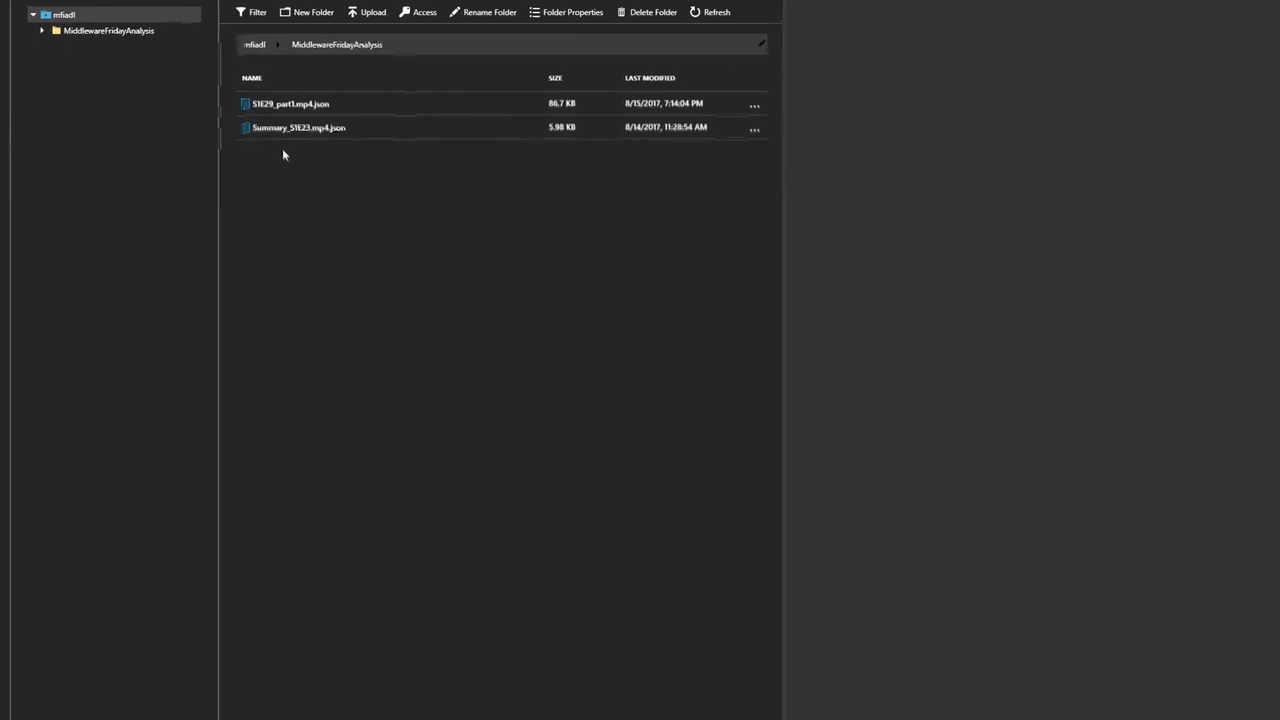 mfiadl
MiddlewareFridayAnalysis
Filter New Folder Upload Access Rename Folder Folder Properties Delete Folder Refresh
mfiadl MiddlewareFridayAnalysis
NAME SIZE LAST MODIFIED
S1E29_part1.mp4.json 86.7 KB 8/15/2017, 7:14:04 PM ...
Summary_S1E23.mp4.json 5.98 KB 8/14/2017, 11:28:54 AM ...